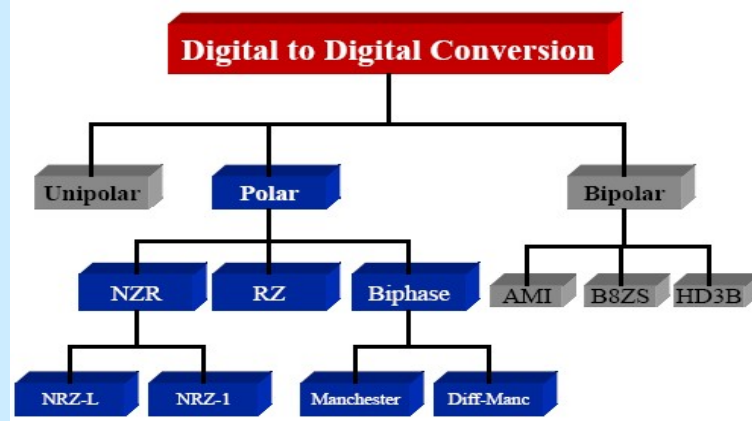 Digital to Digital Conversion
Unipolar
Polar
Bipolar
NZR
RZ
Biphase
AMI
B8ZS
HD3B
NRZ-L
NRZ-1
Manchester
Diff-Manc